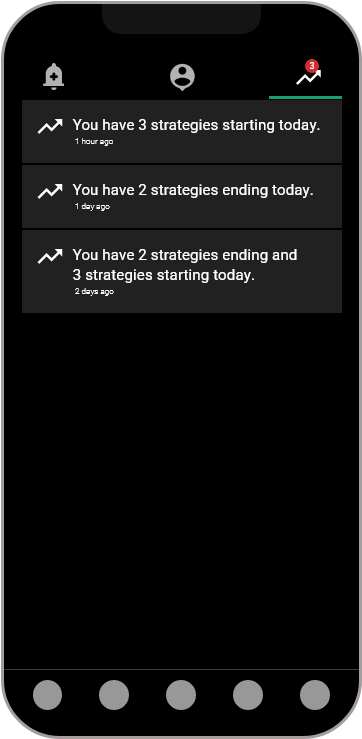 3
You have 3 strategies starting today.
1 hour ago
You have 2 strategies ending today.
1 day ago
You have 2 strategies ending and
3 strategies starting today.
2 days ago